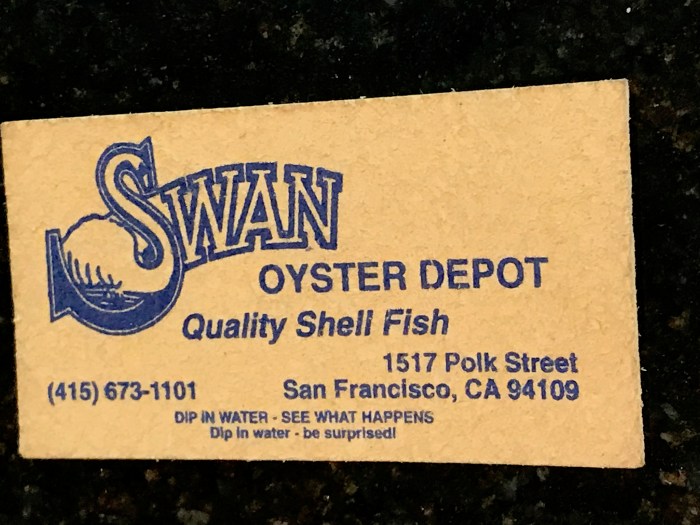 SWAN
OYSTER DEPOT
Quality Shell Fish
1517 Polk Street
(415) 673-1101 San Francisco, CA 94109
DIP IN WATER - SEE WHAT HAPPENS
Dip in water - be surprised!